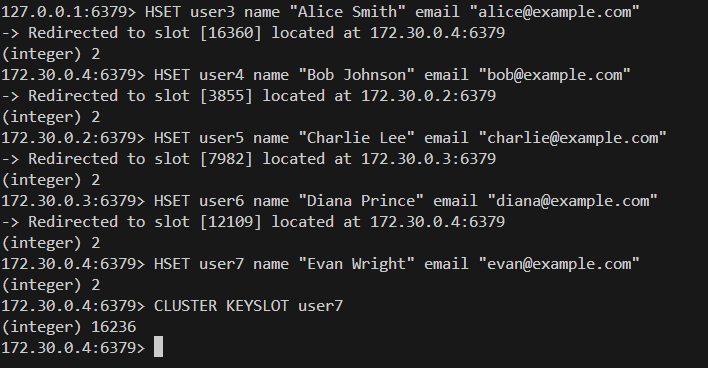 127.0.0.1:6379> HSET user3 name "Alice Smith" email "alice@example.com"
-> Redirected to slot [16360] located at 172.30.0.4:6379
(integer) 2
172.30.0.4:6379> HSET user4 name "Bob Johnson" email "bob@example.com"
-> Redirected to slot [3855] located at 172.30.0.2:6379
(integer) 2
172.30.0.2:6379> HSET user5 name "Charlie Lee" email "charlie@example.com"
-> Redirected to slot [7982] located at 172.30.0.3:6379
(integer) 2
172.30.0.3:6379> HSET user6 name "Diana Prince" email "diana@example.com"
-> Redirected to slot [12109] located at 172.30.0.4:6379
(integer) 2
172.30.0.4:6379> HSET user7 name "Evan Wright" email "evan@example.com"
(integer) 2
172.30.0.4:6379> CLUSTER KEYSLOT user7
(integer) 16236
172.30.0.4:6379>